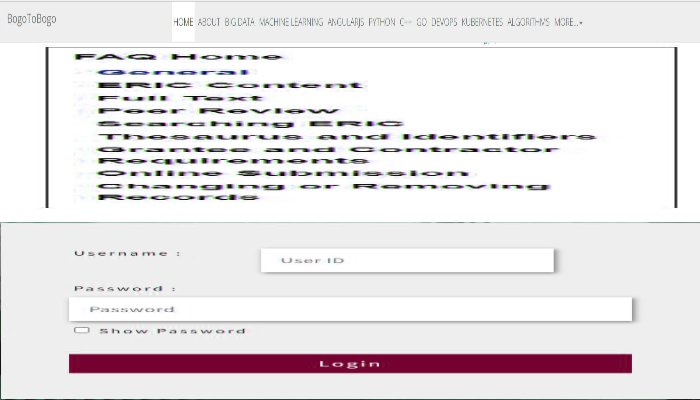 BogoToBogo
HOME ABOUT BIG DATA MACHINE LEARNING ANGULARJS PYTHON C++ GO DEVOPS KUBERNETES ALGORITHMS MORE...
FAQ Home
General
ERIC Content
Full Text
Peer Review
Searching ERIC
Thesaurus and Identifiers
Grantee and Contractor
Requirements
Online Submission
Changing or Removing
Records
Username :
User ID
Password :
Password
Show Password
Login